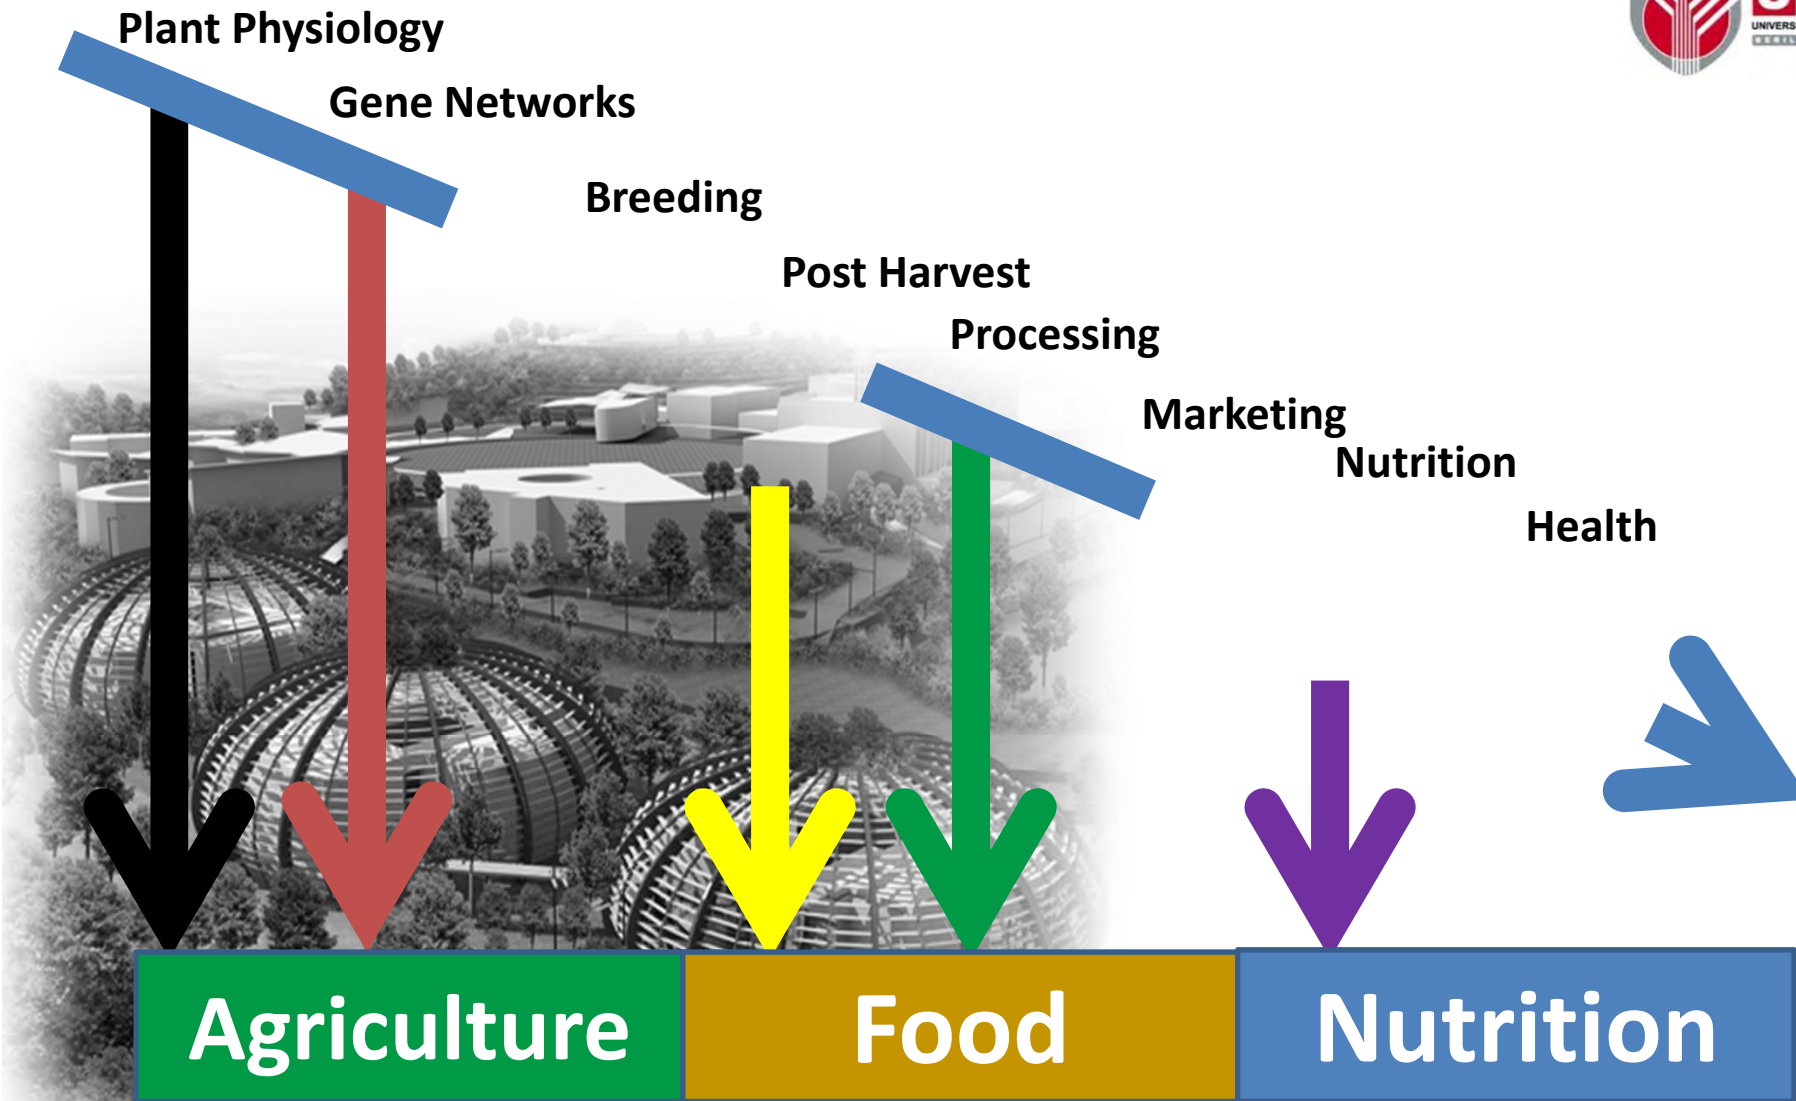 Plant Physiology
Gene Networks
Breeding
Post Harvest
Processing
Marketing
Nutrition
Health
Agriculture
Food
Nutrition